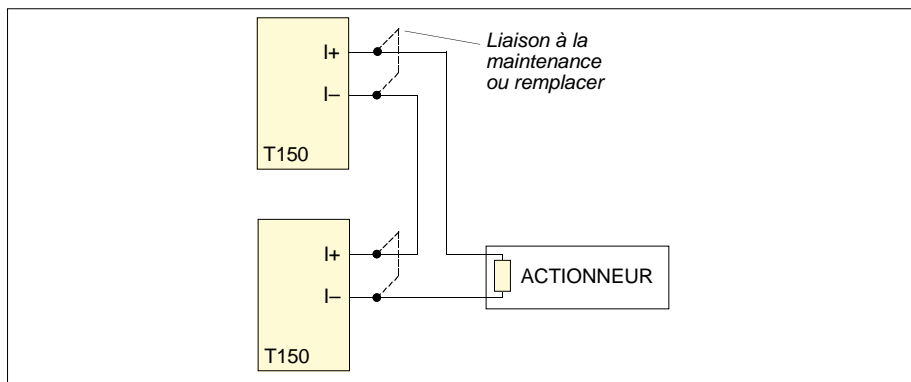 I+
I–
T150
Liaison à la
maintenance
ou remplacer
I+
I–
T150
ACTIONNEUR